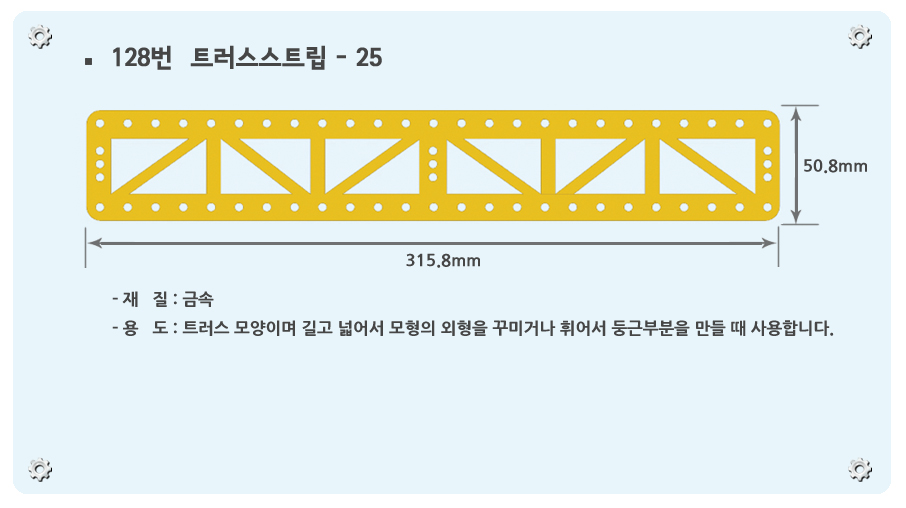 ▪ 128번 트러스스트립 - 25
50.8mm
315.8mm
- 재 질 : 금속
- 용 도 : 트러스 모양이며 길고 넓어서 모형의 외형을 꾸미거나 휘어서 둥근부분을 만들 때 사용합니다.